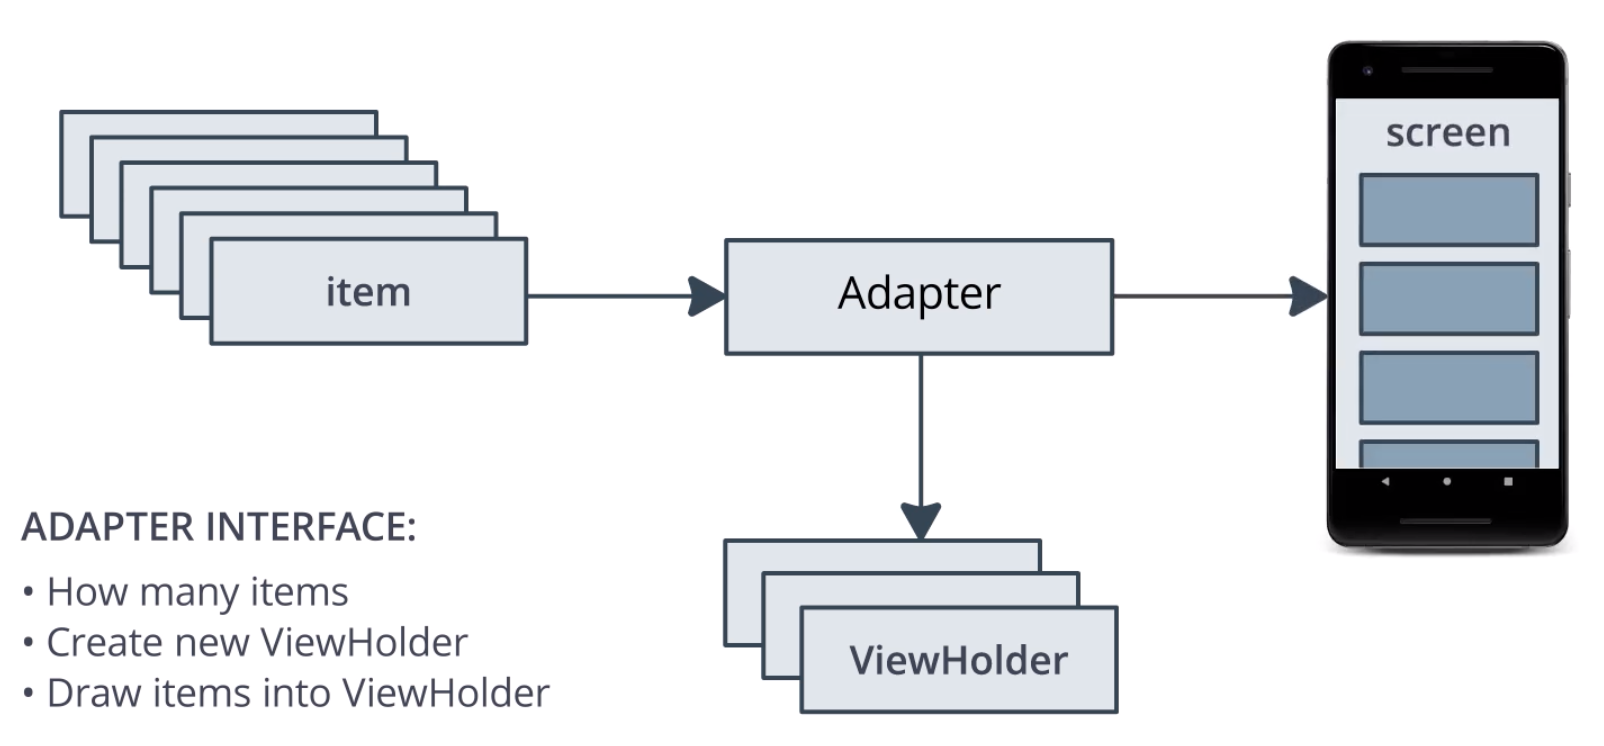 screen
item
Adapter
ADAPTER INTERFACE:
• How many items
• Create new ViewHolder
• Draw items into ViewHolder
ViewHolder